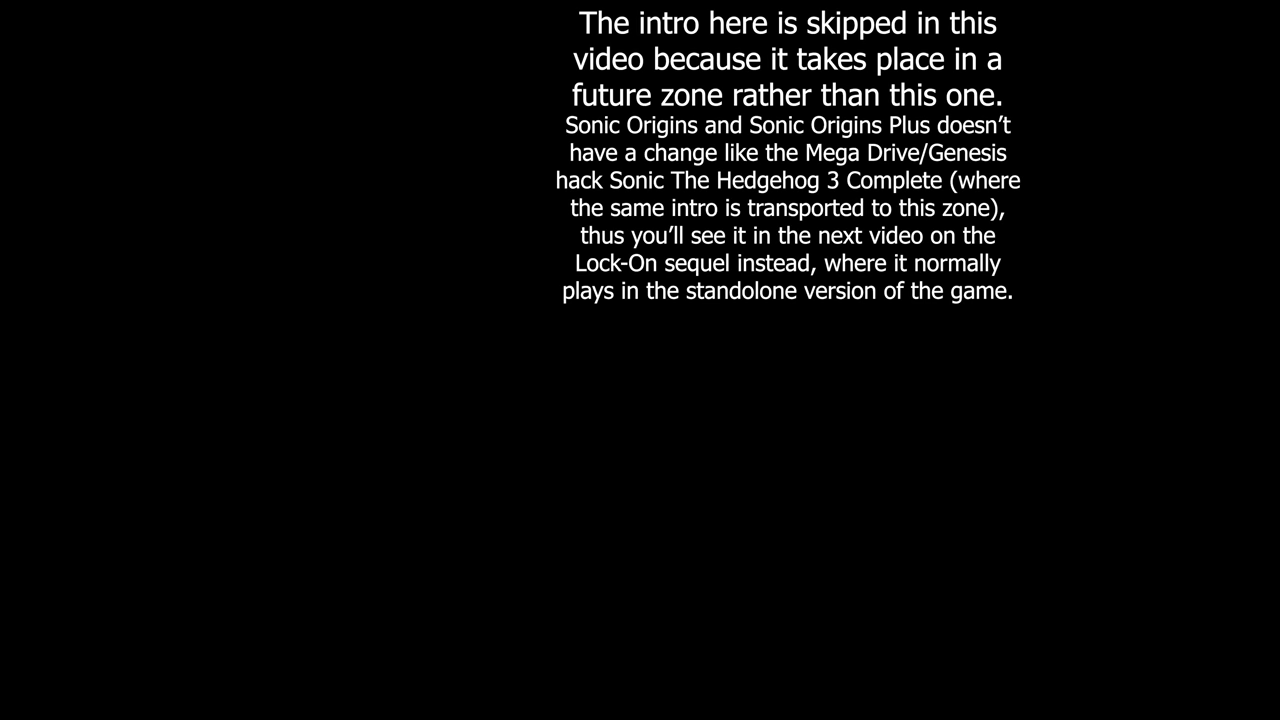 The intro here is skipped in this
video because it takes place in a
future zone rather than this one.
Sonic Origins and Sonic Origins Plus doesn’t
have a change like the Mega Drive/Genesis
hack Sonic The Hedgehog 3 Complete (where
the same intro is transported to this zone),
thus you’ll see it in the next video on the
Lock-On sequel instead, where it normally
plays in the standolone version of the game.